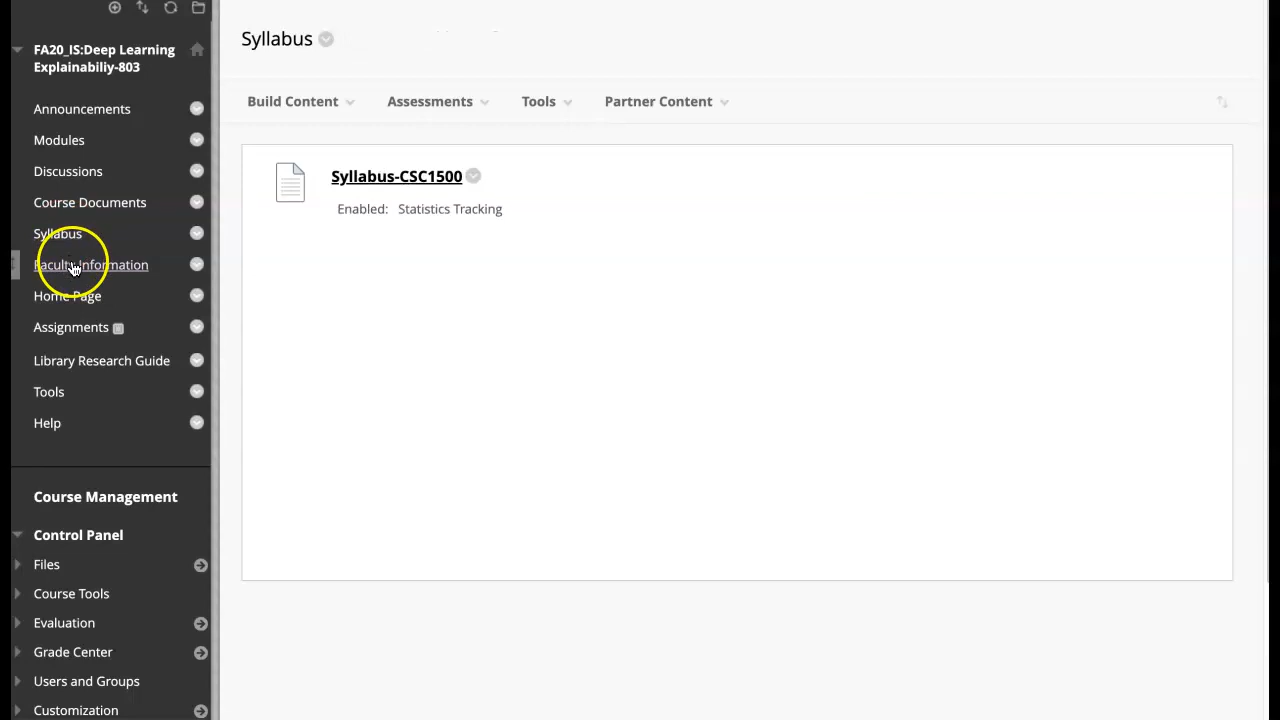 FA20_IS:Deep Learning
Explainabiliy-803
Announcements
Modules
Discussions
Course Documents
Syllabus
Faculty Information
Home Page
Assignments
Library Research Guide
Tools
Help
Course Management
Control Panel
Files
Course Tools
Evaluation
Grade Center
Users and Groups
Customization
Syllabus
Build Content
Assessments
Tools
Partner Content
Syllabus-CSC1500
Enabled: Statistics Tracking